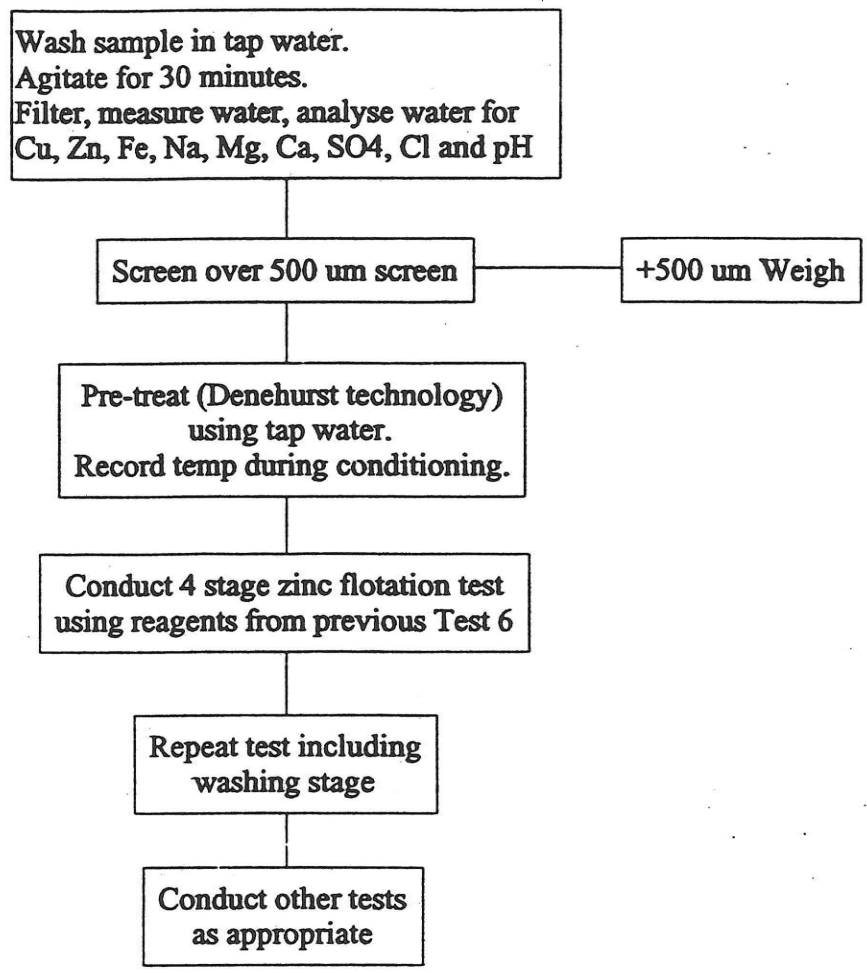 Wash sample in tap water.
Agitate for 30 minutes.
Filter, measure water, analyse water for
Cu, Zn, Fe, Na, Mg, Ca, SO4, Cl and pH
Screen over 500 um screen
+500 um Weigh
Pre-treat (Denehurst technology)
using tap water.
Record temp during conditioning.
Conduct 4 stage zinc flotation test
using reagents from previous Test 6
Repeat test including
washing stage
Conduct other tests
as appropriate